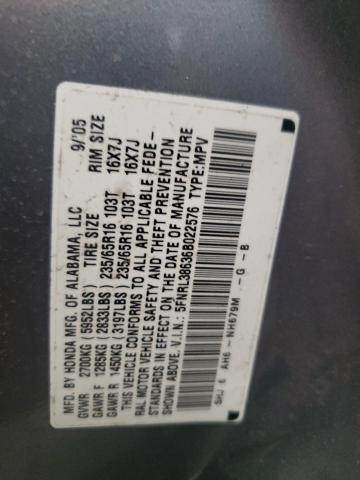 MFD. BY HONDA MFG. OF ALABAMA, LLC 9/'05
GVWR 2700KG (5952LBS) TIRE SIZE RIM SIZE
GAWR F 1285KG (2833LBS) 235/65R16 103T 16X7J
GAWR R 1450KG (3197LBS) 235/65R16 103T 16X7J
THIS VEHICLE CONFORMS TO ALL APPLICABLE FEDE-
RAL MOTOR VEHICLE SAFETY AND THEFT PREVENTION
STANDARDS IN EFFECT ON THE DATE OF MANUFACTURE
SHOWN ABOVE. V.I.N.: 5FNRL38636B022576 TYPE: MPV
SHJ 6 AH6 - NH679M - G - B